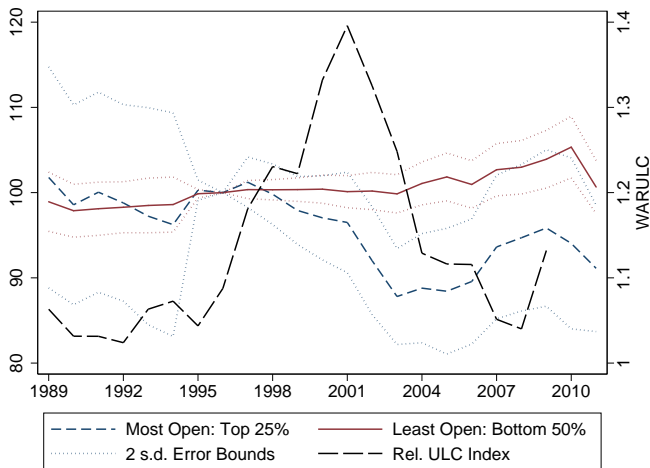 120
110
100
90
80
1.4
1.3
1.2
1.1
1
WARULC
1989 1992 1995 1998 2001 2004 2007 2010
Most Open: Top 25% Least Open: Bottom 50%
2 s.d. Error Bounds Rel. ULC Index